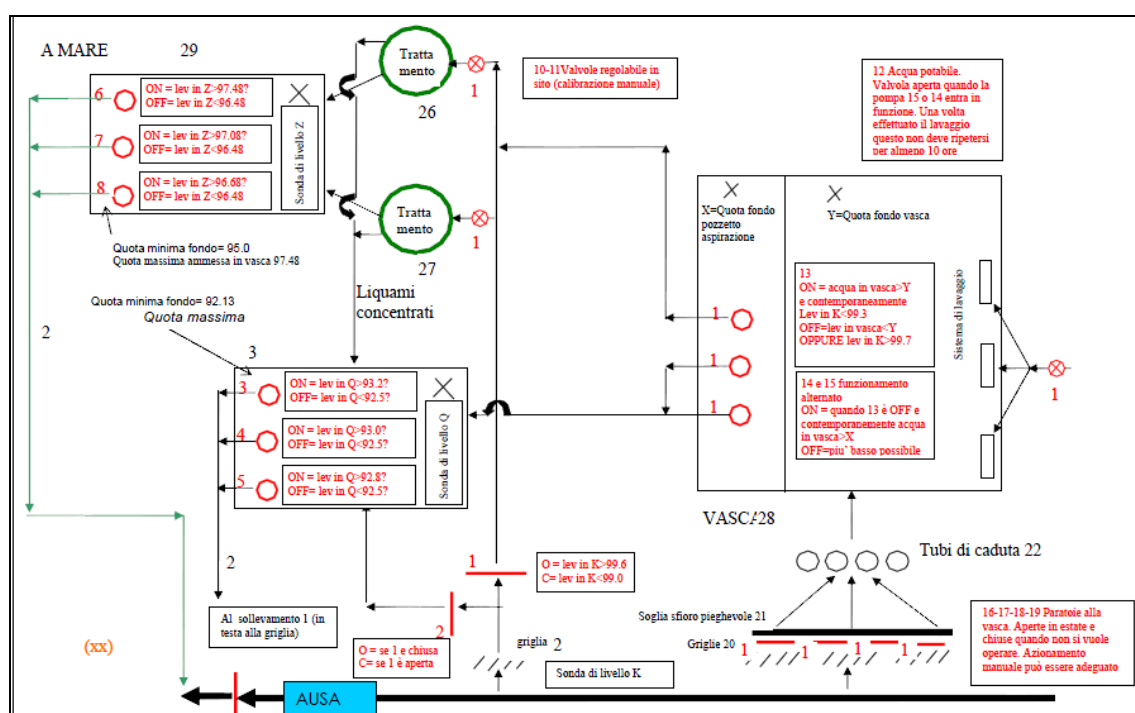 A MARE 29
6
ON = lev in Z>97.48?
OFF= lev in Z<96.48
7
ON = lev in Z>97.08?
OFF= lev in Z<96.48
8
ON = lev in Z>96.68?
OFF= lev in Z<96.48
Sonda di livello Z
Quota minima fondo= 95.0
Quota massima ammessa in vasca 97.48
Tratta
mento
1
26
Tratta
mento
1
27
10-11Valvole regolabile in
sito (calibrazione manuale)
12 Acqua potabile.
Valvola aperta quando la
pompa 15 o 14 entra in
funzione. Una volta
effettuato il lavaggio
questo non deve ripetersi
per almeno 10 ore
X=Quota fondo
pozzetto
aspirazione
Y=Quota fondo vasca
13
ON = acqua in vasca>Y
e contemporaneamente
Lev in K<99.3
OFF=lev in vasca<Y
OPPURE lev in K>99.7
14 e 15 funzionamento
alternato
ON = quando 13 è OFF e
contemporanemente acqua
in vasca>X
OFF=piu' basso possibile
1
1
1
Sistema di lavaggio
1
VASCA28
Quota minima fondo= 92.13
Quota massima
2
Liquami
concentrati
3
3
ON = lev in Q>93.2?
OFF= lev in Q<92.5?
4
ON = lev in Q>93.0?
OFF= lev in Q<92.5?
5
ON = lev in Q>92.8?
OFF= lev in Q<92.5?
Sonda di livello Q
2
Al sollevamento 1 (in
testa alla griglia)
1
O = lev in K>99.6
C= lev in K<99.0
2
O = se 1 e chiusa
C= se 1 è aperta
griglia 2
Sonda di livello K
Tubi di caduta 22
Soglia sfioro pieghevole 21
Griglie 20
1
1
1
1
16-17-18-19 Paratoie alla
vasca. Aperte in estate e
chiuse quando non si vuole
operare. Azionamento
manuale può essere adeguato
(xx)
AUSA